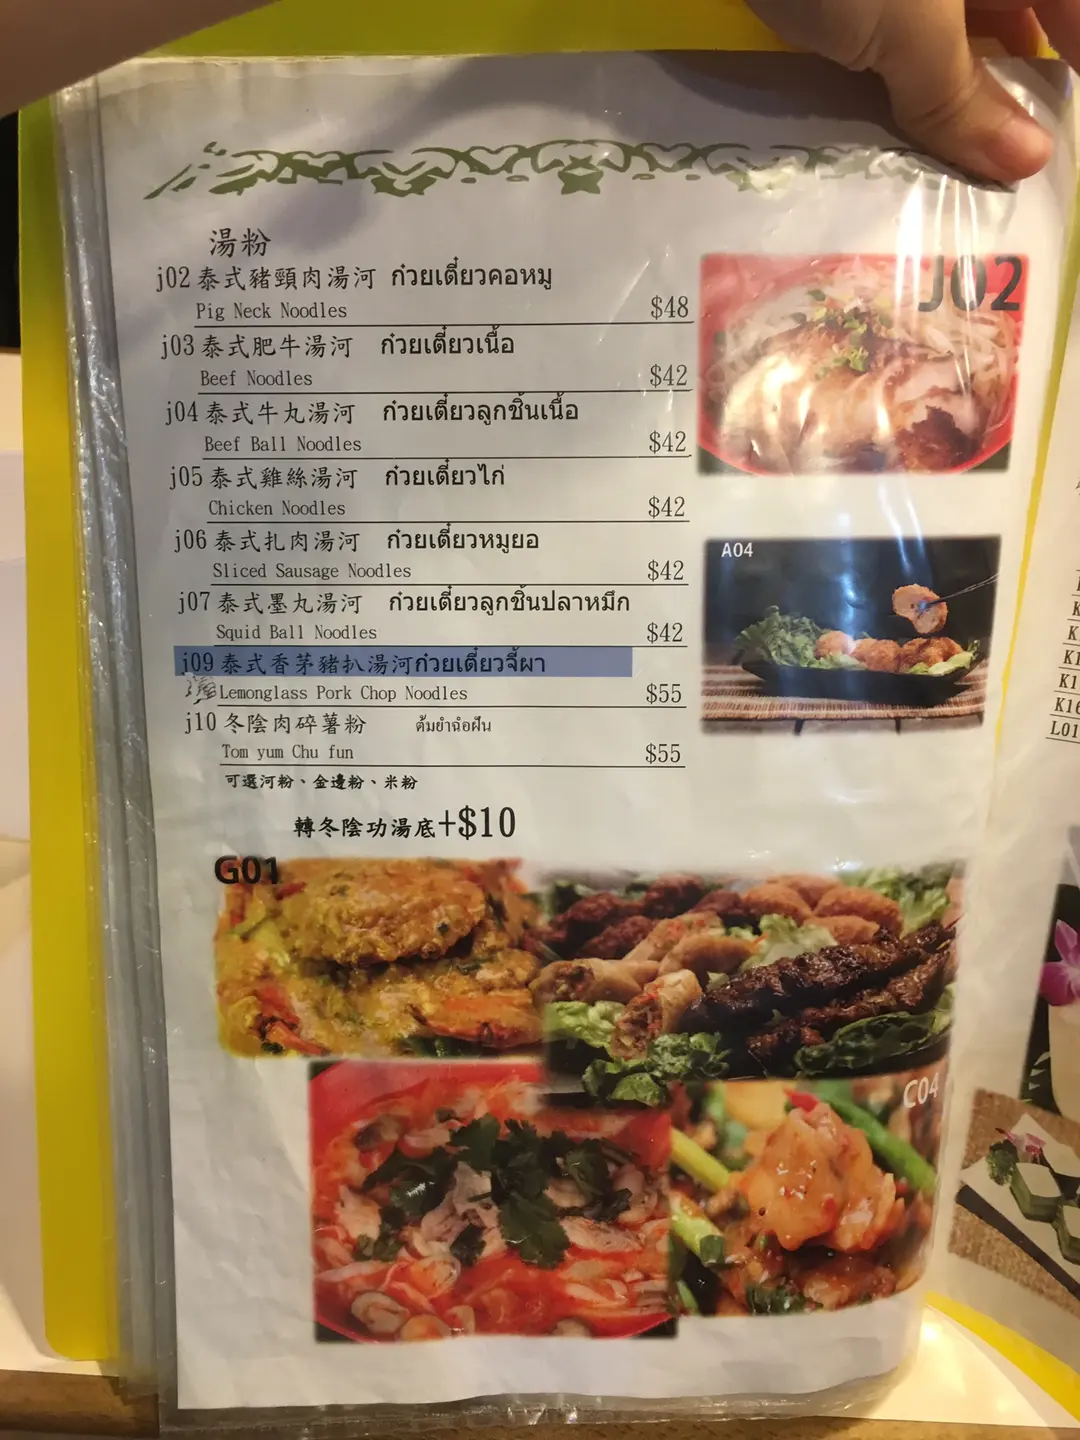 湯粉
j02 泰式豬頸肉湯河 ก๋วยเตี๋ยวคอหมู
Pig Neck Noodles $48
j03 泰式肥牛湯河 ก๋วยเตี๋ยวเนื้อ
Beef Noodles $42
j04 泰式牛丸湯河 ก๋วยเตี๋ยวลูกชิ้นเนื้อ
Beef Ball Noodles $42
j05 泰式雞絲湯河 ก๋วยเตี๋ยวไก่
Chicken Noodles $42
j06 泰式扎肉湯河 ก๋วยเตี๋ยวหมูยอ
Sliced Sausage Noodles $42
j07 泰式墨丸湯河 ก๋วยเตี๋ยวลูกชิ้นปลาหมึก
Squid Ball Noodles $42
j09 泰式香茅豬扒湯河ก๋วยเตี๋ยวจี้ผา
Lemonglass Pork Chop Noodles $55
j10 冬陰肉碎薯粉 ต้มยำฉ๋อฝืน
Tom yum Chu fun $55
可選河粉、金邊粉、米粉
轉冬陰功湯底+$10
J02
A04
G01
C04
K16
L01